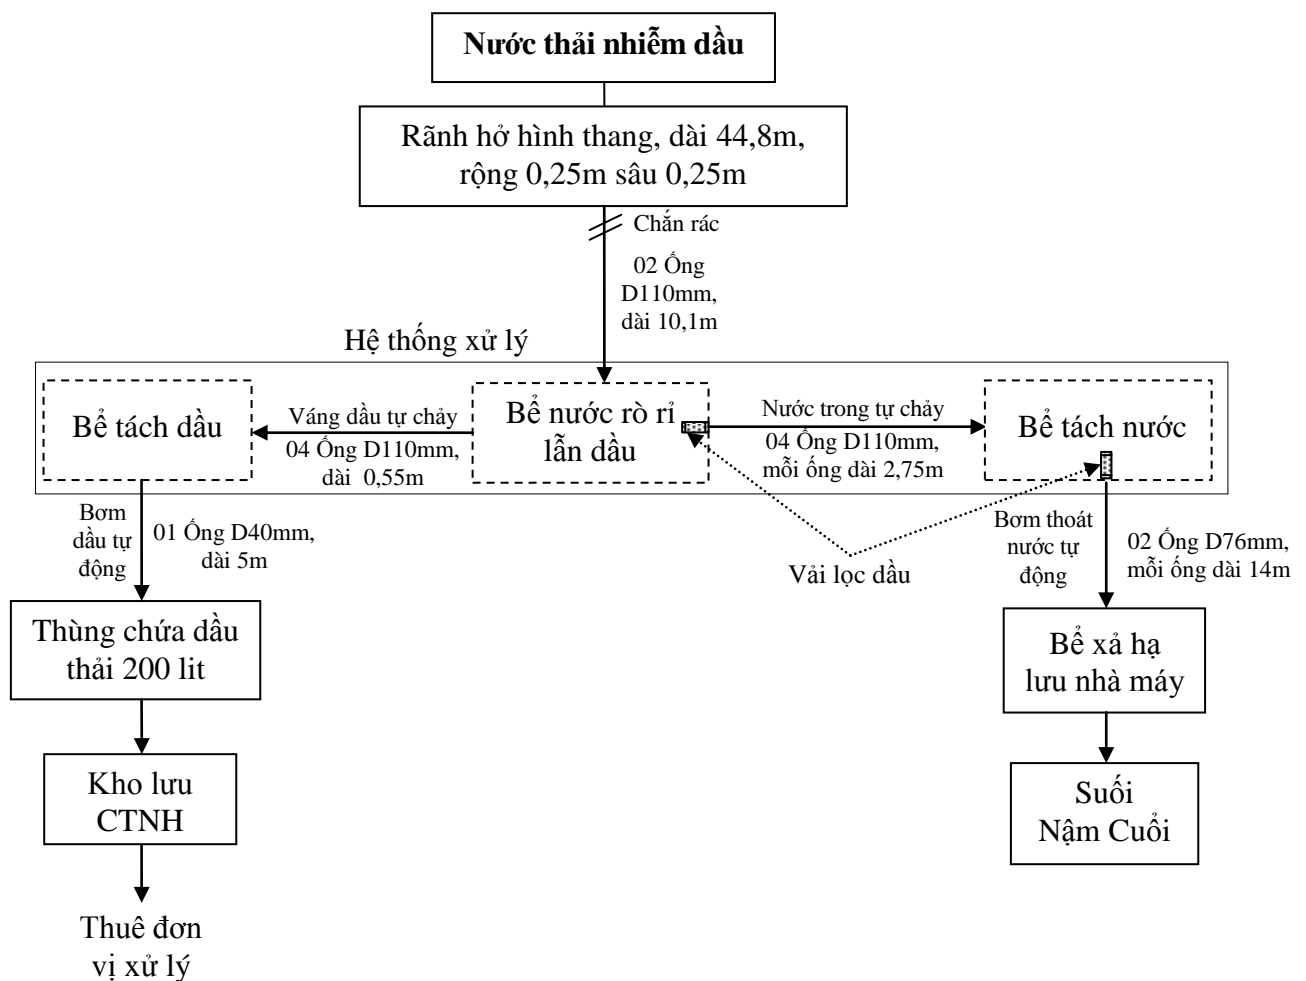 Nước thải nhiễm dầu
Rãnh hở hình thang, dài 44,8m,
rộng 0,25m sâu 0,25m
Chắn rác
02 Ống
D110mm,
dài 10,1m
Hệ thống xử lý
Bể tách dầu
Váng dầu tự chảy
04 Ống D110mm,
dài 0,55m
Bể nước rò rỉ
lẫn dầu
Nước trong tự chảy
04 Ống D110mm,
mỗi ống dài 2,75m
Bể tách nước
Bơm
dầu tự
động
01 Ống D40mm,
dài 5m
Vải lọc dầu
Bơm thoát
nước tự
động
02 Ống D76mm,
mỗi ống dài 14m
Thùng chứa dầu
thải 200 lit
Bể xả hạ
lưu nhà máy
Kho lưu
CTNH
Suối
Nậm Cuổi
Thuê đơn
vị xử lý